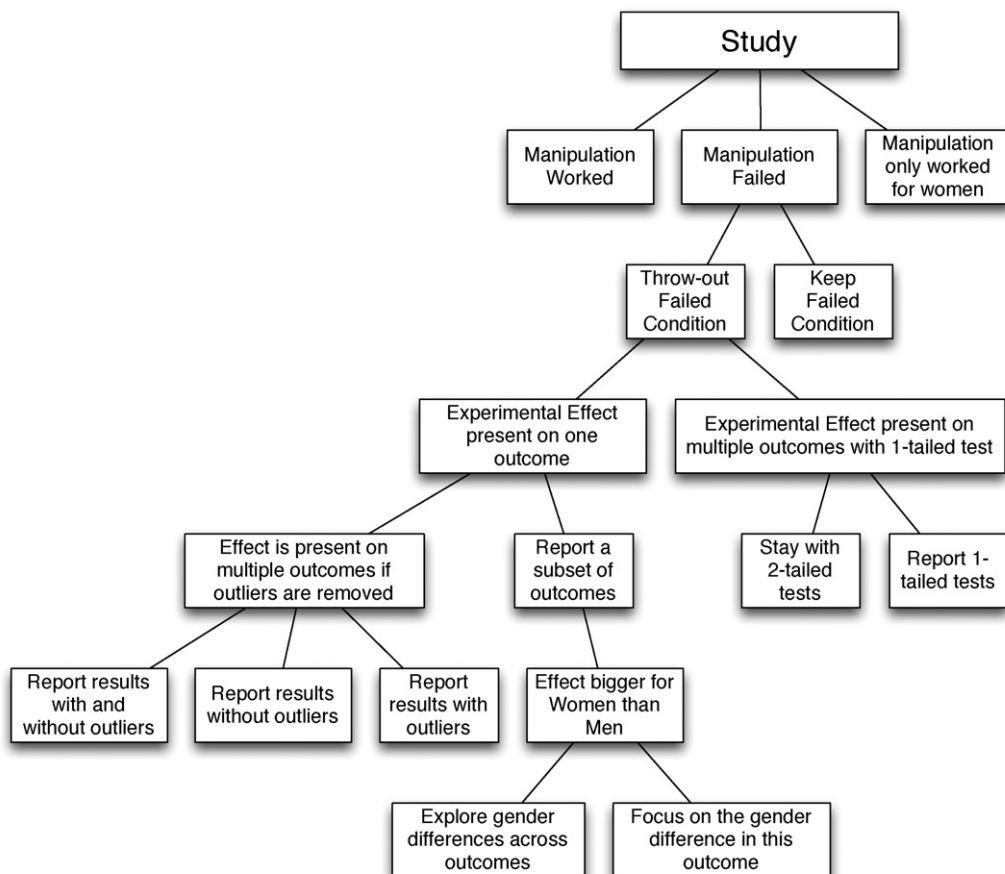 Study
Manipulation
Worked
Manipulation
Failed
Manipulation
only worked
for women
Throw-out
Failed
Condition
Keep
Failed
Condition
Experimental Effect
present on one
outcome
Experimental Effect present on
multiple outcomes with 1-tailed test
Effect is present on
multiple outcomes if
outliers are removed
Report a
subset of
outcomes
Stay with
2-tailed
tests
Report 1-
tailed tests
Report results
with and
without outliers
Report results
without outliers
Report
results with
outliers
Effect bigger for
Women than
Men
Explore gender
differences across
outcomes
Focus on the gender
difference in this
outcome